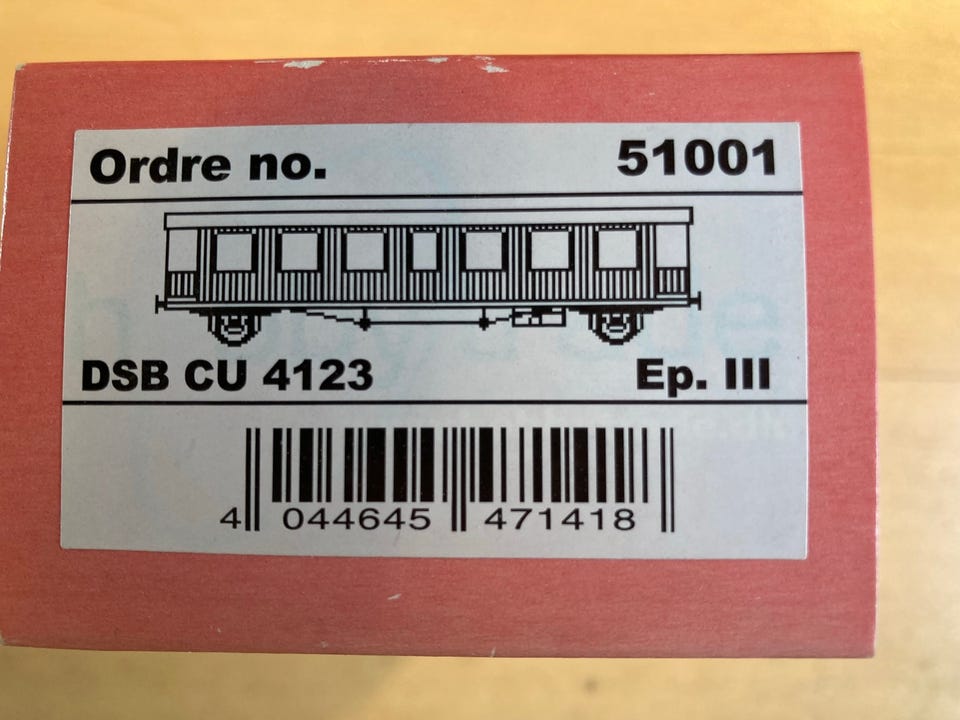 Ordre no. 51001
DSB CU 4123 Ep. III
4 044645 471418